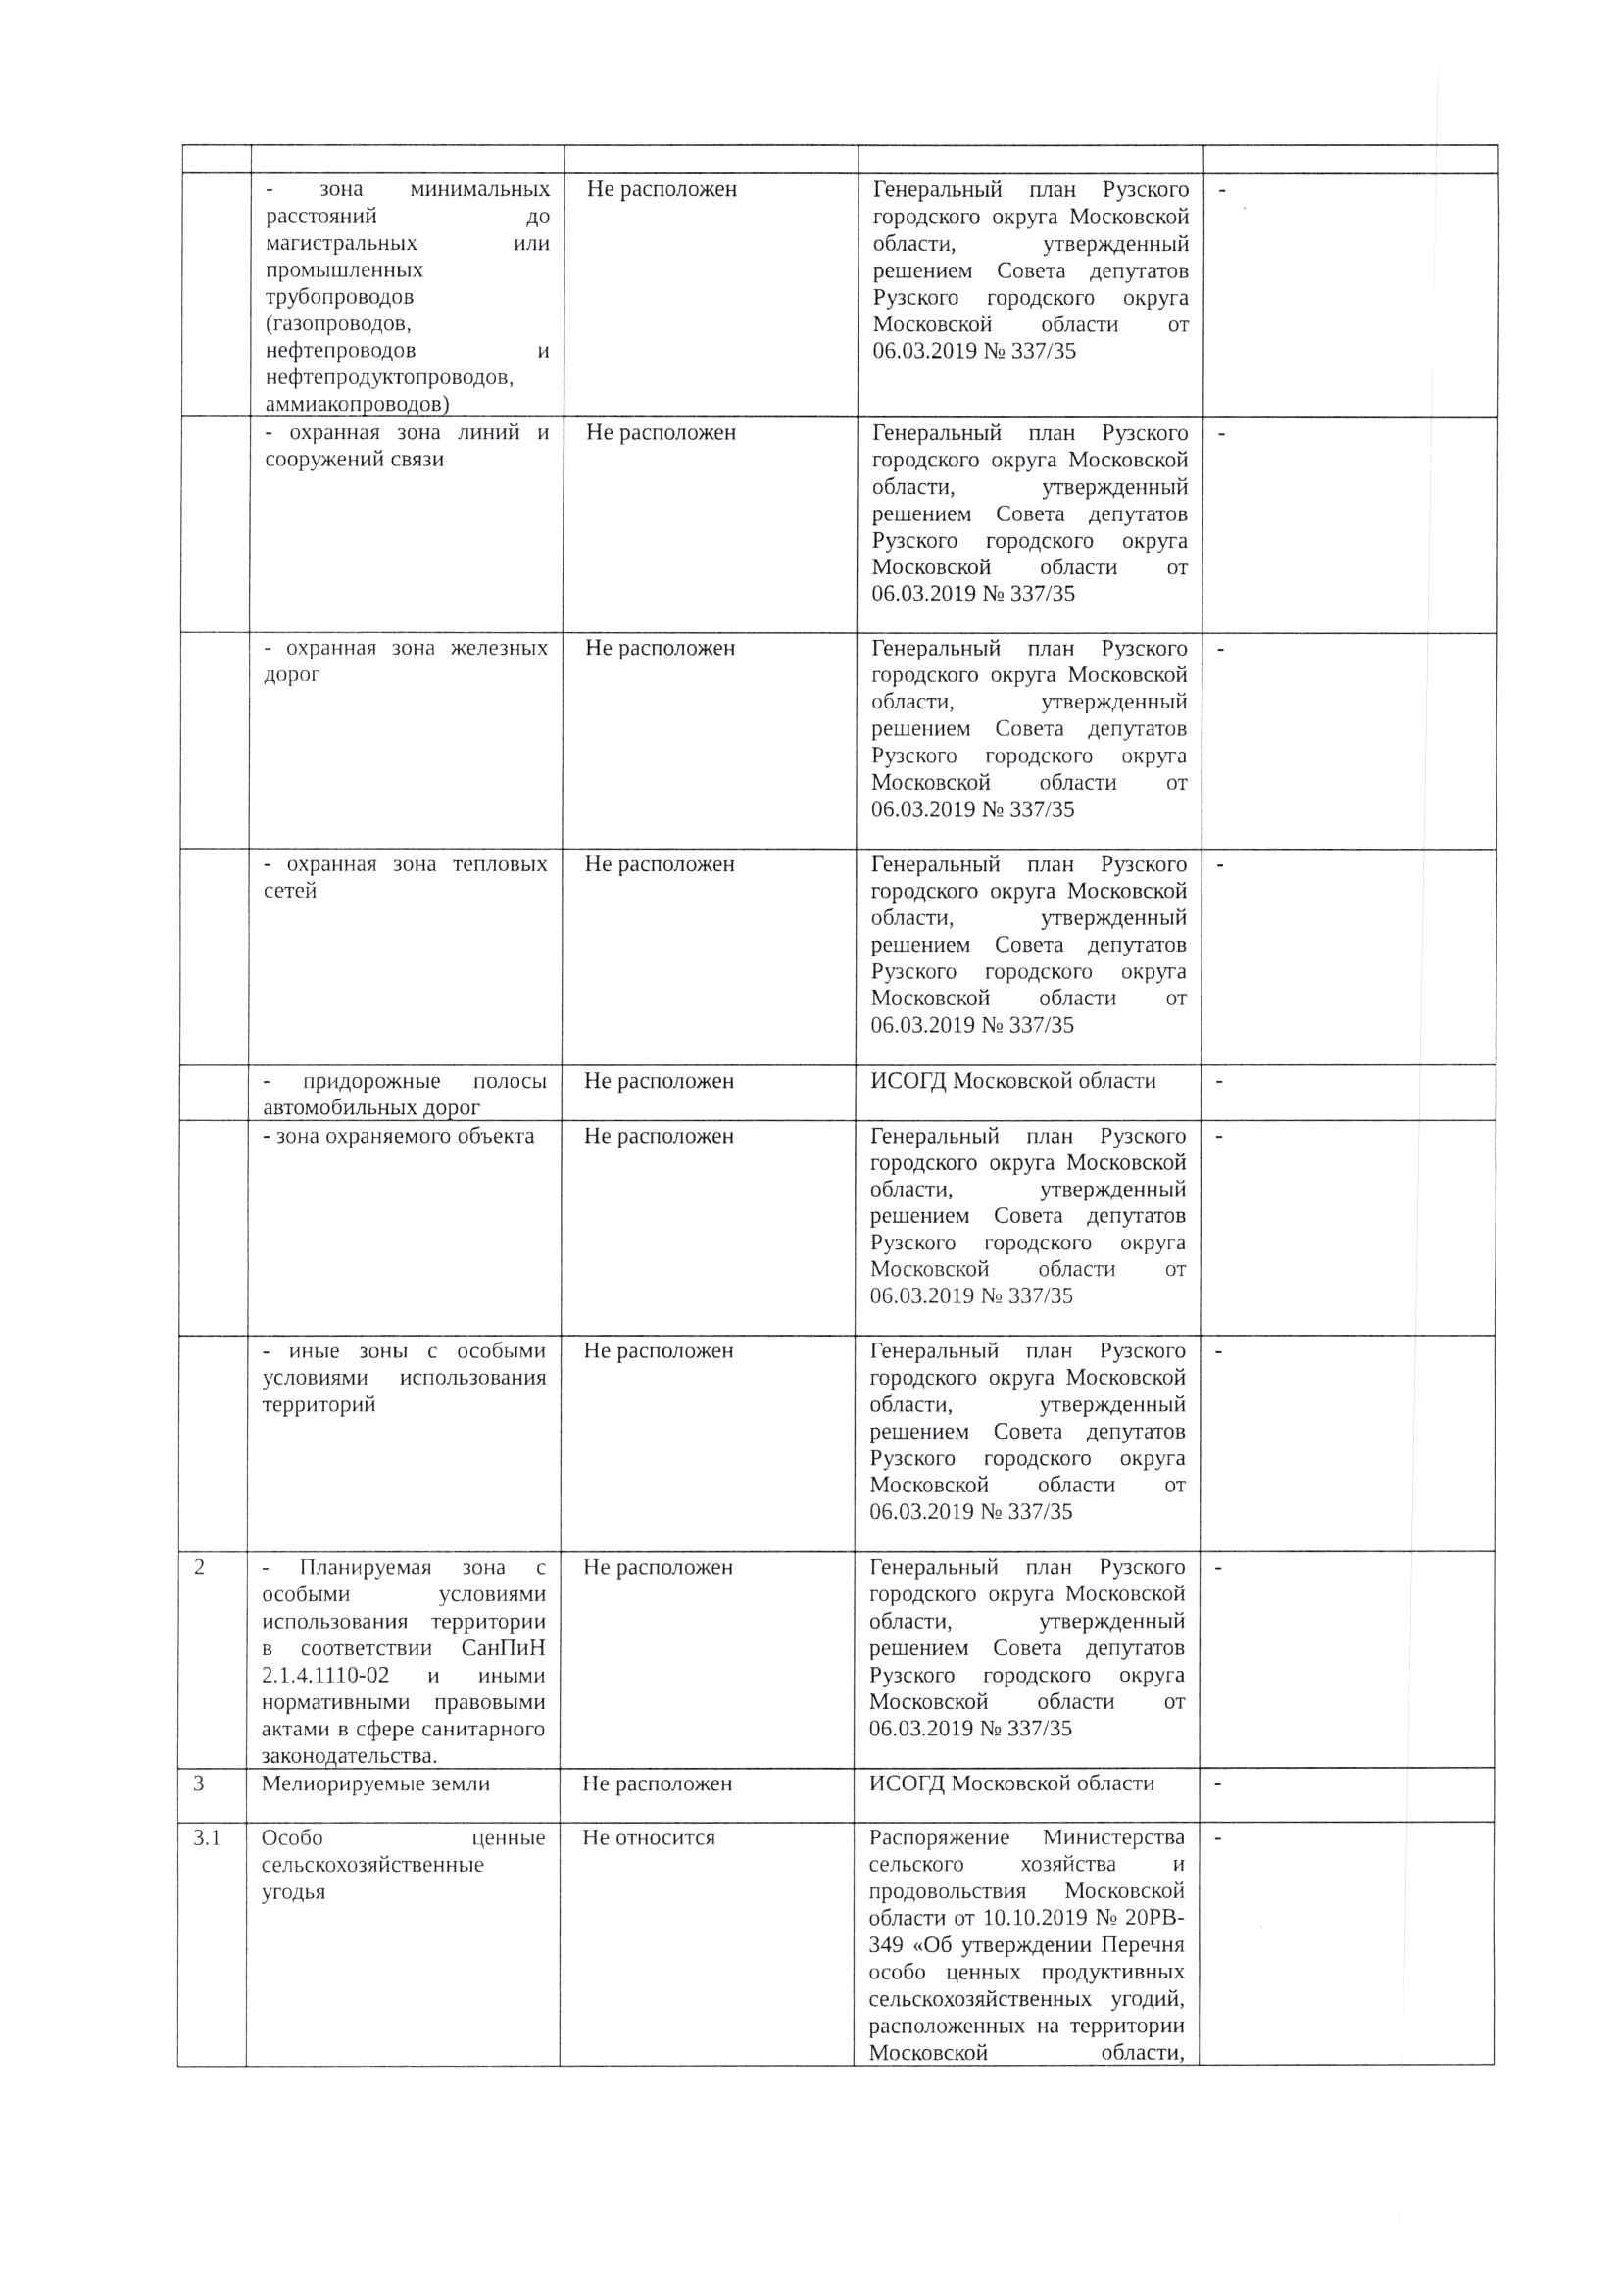 - зона минимальных
расстояний до
магистральных или
промышленных
трубопроводов
(газопроводов,
нефтепроводов и
нефтепродуктопроводов,
аммиакопроводов)
Не расположен
Генеральный план Рузского
городского округа Московской
области, утвержденный
решением Совета депутатов
Рузского городского округа
Московской области от
06.03.2019 № 337/35
-
- охранная зона линий и
сооружений связи
Не расположен
Генеральный план Рузского
городского округа Московской
области, утвержденный
решением Совета депутатов
Рузского городского округа
Московской области от
06.03.2019 № 337/35
-
- охранная зона железных
дорог
Не расположен
Генеральный план Рузского
городского округа Московской
области, утвержденный
решением Совета депутатов
Рузского городского округа
Московской области от
06.03.2019 № 337/35
-
- охранная зона тепловых
сетей
Не расположен
Генеральный план Рузского
городского округа Московской
области, утвержденный
решением Совета депутатов
Рузского городского округа
Московской области от
06.03.2019 № 337/35
-
- придорожные полосы
автомобильных дорог
Не расположен
ИСОГД Московской области
-
- зона охраняемого объекта
Не расположен
Генеральный план Рузского
городского округа Московской
области, утвержденный
решением Совета депутатов
Рузского городского округа
Московской области от
06.03.2019 № 337/35
-
- иные зоны с особыми
условиями использования
территорий
Не расположен
Генеральный план Рузского
городского округа Московской
области, утвержденный
решением Совета депутатов
Рузского городского округа
Московской области от
06.03.2019 № 337/35
-
2
- Планируемая зона с
особыми условиями
использования территории
в соответствии СанПиН
2.1.4.1110-02 и иными
нормативными правовыми
актами в сфере санитарного
законодательства.
Не расположен
Генеральный план Рузского
городского округа Московской
области, утвержденный
решением Совета депутатов
Рузского городского округа
Московской области от
06.03.2019 № 337/35
-
3
Мелиорируемые земли
Не расположен
ИСОГД Московской области
-
3.1
Особо ценные
сельскохозяйственные
угодья
Не относится
Распоряжение Министерства
сельского хозяйства и
продовольствия Московской
области от 10.10.2019 № 20РВ-
349 «Об утверждении Перечня
особо ценных продуктивных
сельскохозяйственных угодий,
расположенных на территории
Московской области,
-